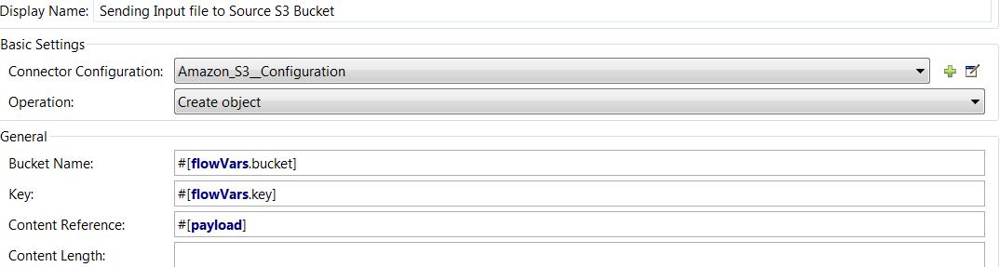 Display Name: Sending Input file to Source S3 Bucket
Basic Settings
Connector Configuration: Amazon_S3__Configuration
Operation: Create object
General
Bucket Name: #[flowVars.bucket]
Key: #[flowVars.key]
Content Reference: #[payload]
Content Length: